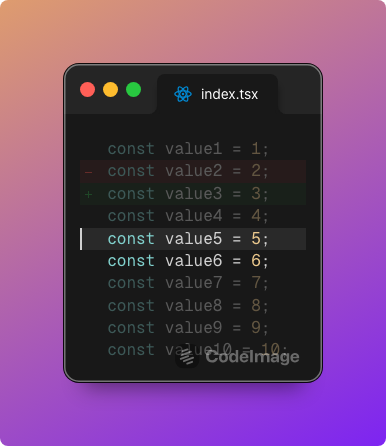 index.tsx
const value1 = 1;
- const value2 = 2;
+ const value3 = 3;
const value4 = 4;
const value5 = 5;
const value6 = 6;
const value7 = 7;
const value8 = 8;
const value9 = 9;
const value10 = 10;
CodeImage